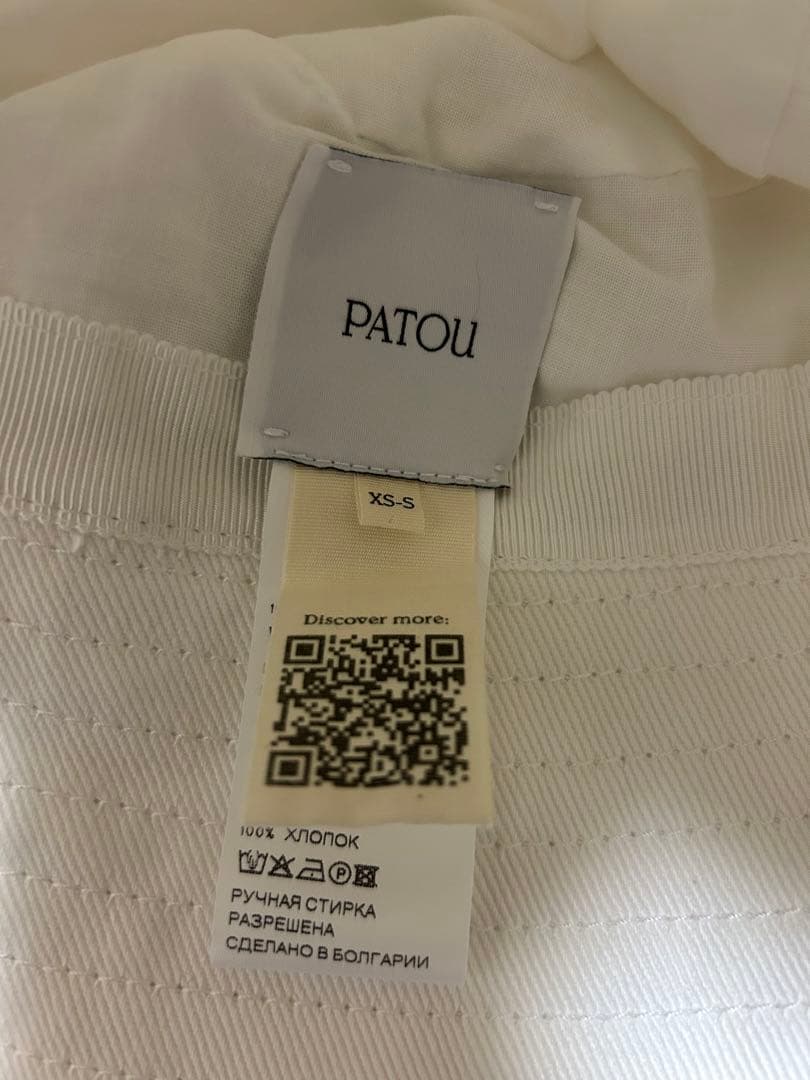 PATOU
XS-S
Discover more:
100% ХЛОПОК
P
РУЧНАЯ СТИРКА
РАЗРЕШЕНА
СДЕЛАНО В БОЛГАРИИ